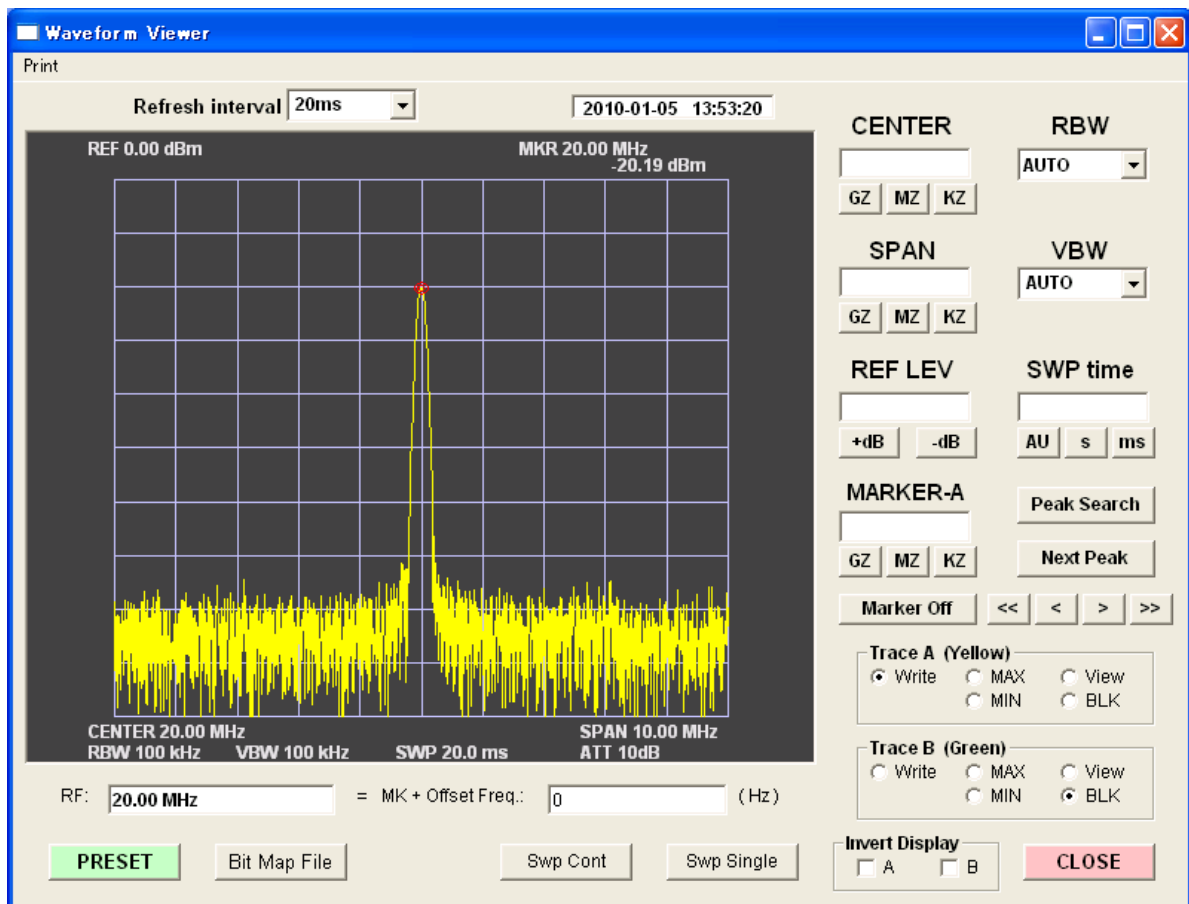 Waveform Viewer
Print
Refresh interval 20ms
2010-01-05 13:53:20
REF 0.00 dBm
MKR 20.00 MHz
-20.19 dBm
CENTER 20.00 MHz
SPAN 10.00 MHz
RBW 100 kHz VBW 100 kHz SWP 20.0 ms ATT 10dB
RF: 20.00 MHz = MK + Offset Freq.: 0 (Hz)
PRESET
Bit Map File
Swp Cont
Swp Single
CENTER
GZ MZ KZ
RBW
AUTO
SPAN
GZ MZ KZ
VBW
AUTO
REF LEV
+dB -dB
SWP time
AU s ms
MARKER-A
GZ MZ KZ
Peak Search
Next Peak
Marker Off << < > >>
Trace A (Yellow)
Write MAX View
MIN BLK
Trace B (Green)
Write MAX View
MIN BLK
Invert Display
A B
CLOSE